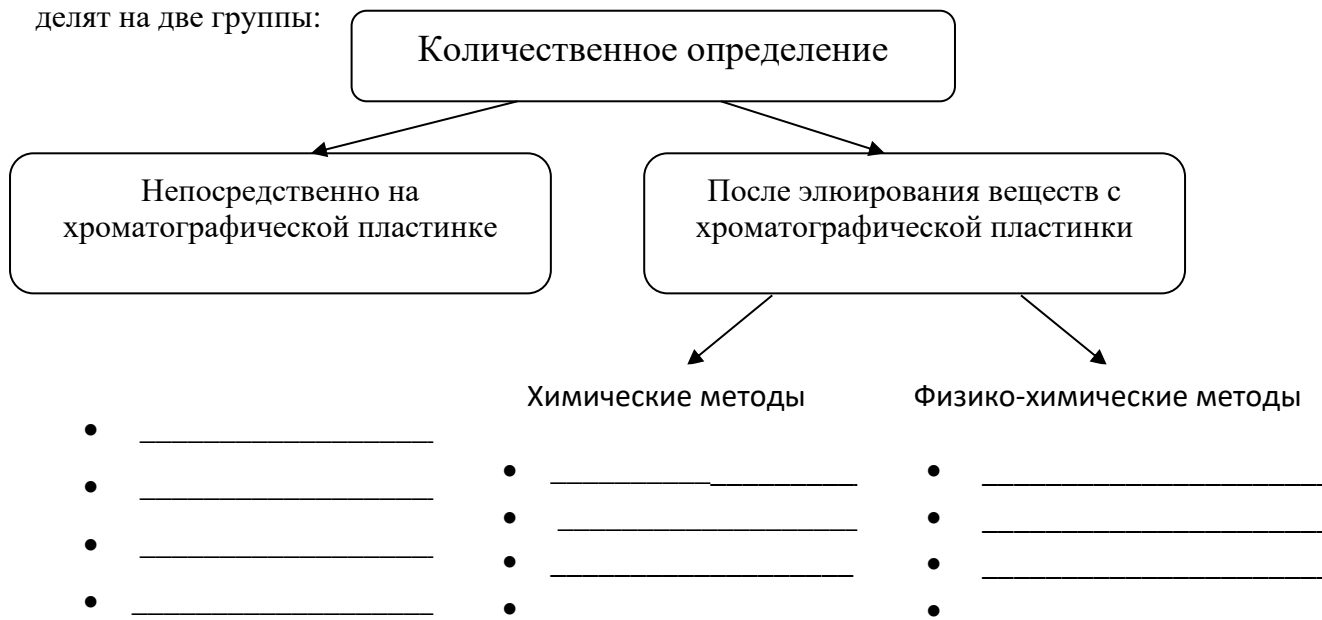 делят на две группы:
Количественное определение
Непосредственно на
хроматографической пластинке
После элюирования веществ с
хроматографической пластинки
Химические методы
Физико-химические методы